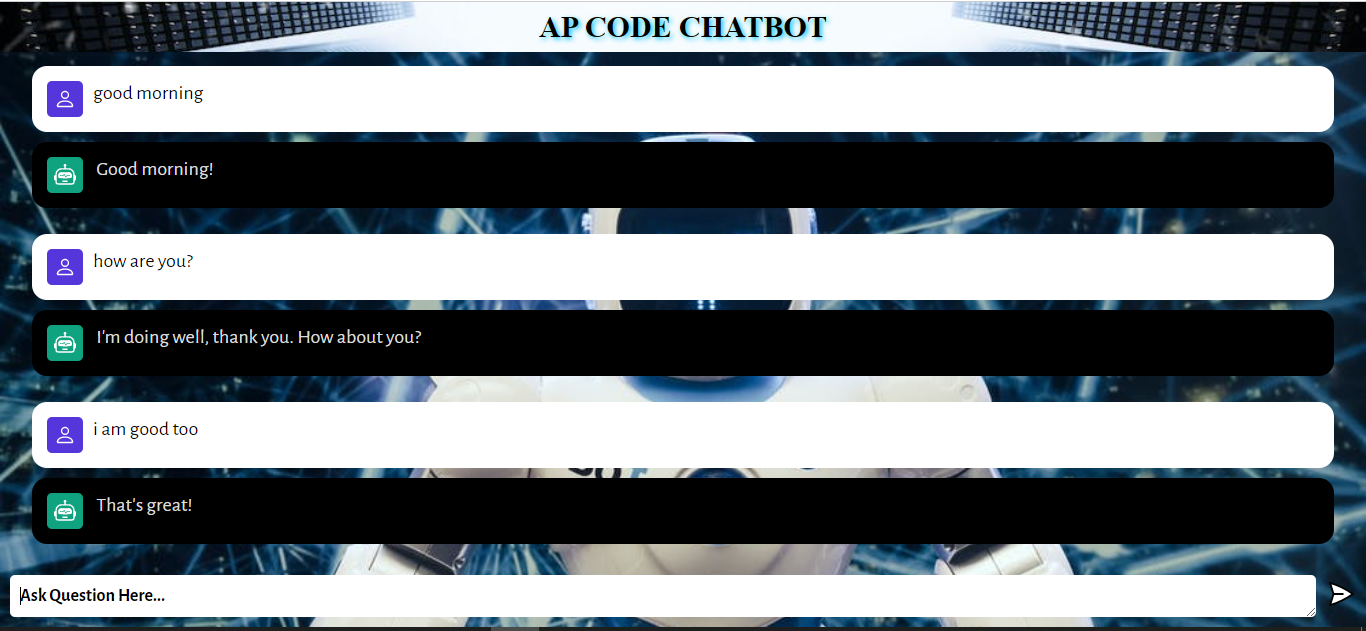 AP CODE CHATBOT
good morning
Good morning!
how are you?
I'm doing well, thank you. How about you?
i am good too
That's great!
Ask Question Here...